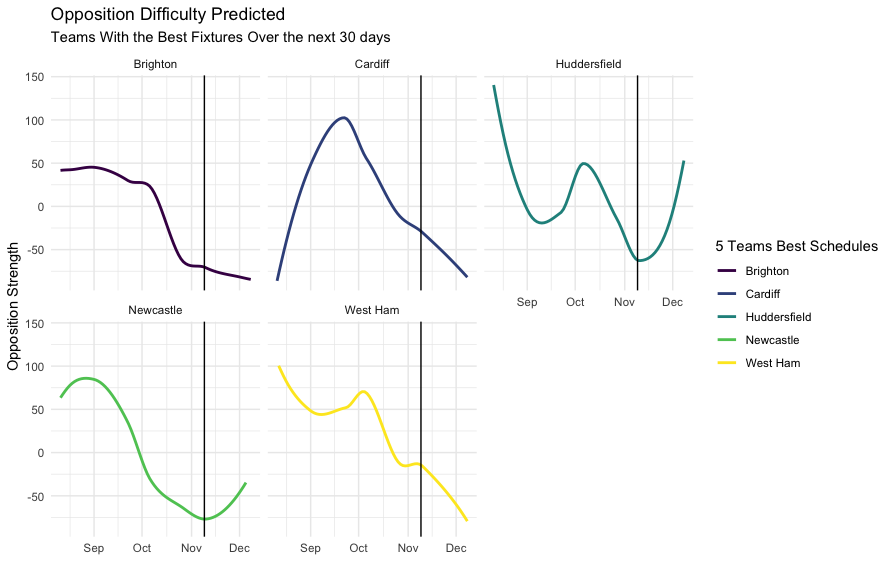 Opposition Difficulty Predicted
Teams With the Best Fixtures Over the next 30 days
Brighton
Cardiff
Huddersfield
150
100
50
0
-50
Sep Oct Nov Dec
Newcastle
West Ham
150
100
50
0
-50
Sep Oct Nov Dec
Sep Oct Nov Dec
Opposition Strength
5 Teams Best Schedules
Brighton
Cardiff
Huddersfield
Newcastle
West Ham